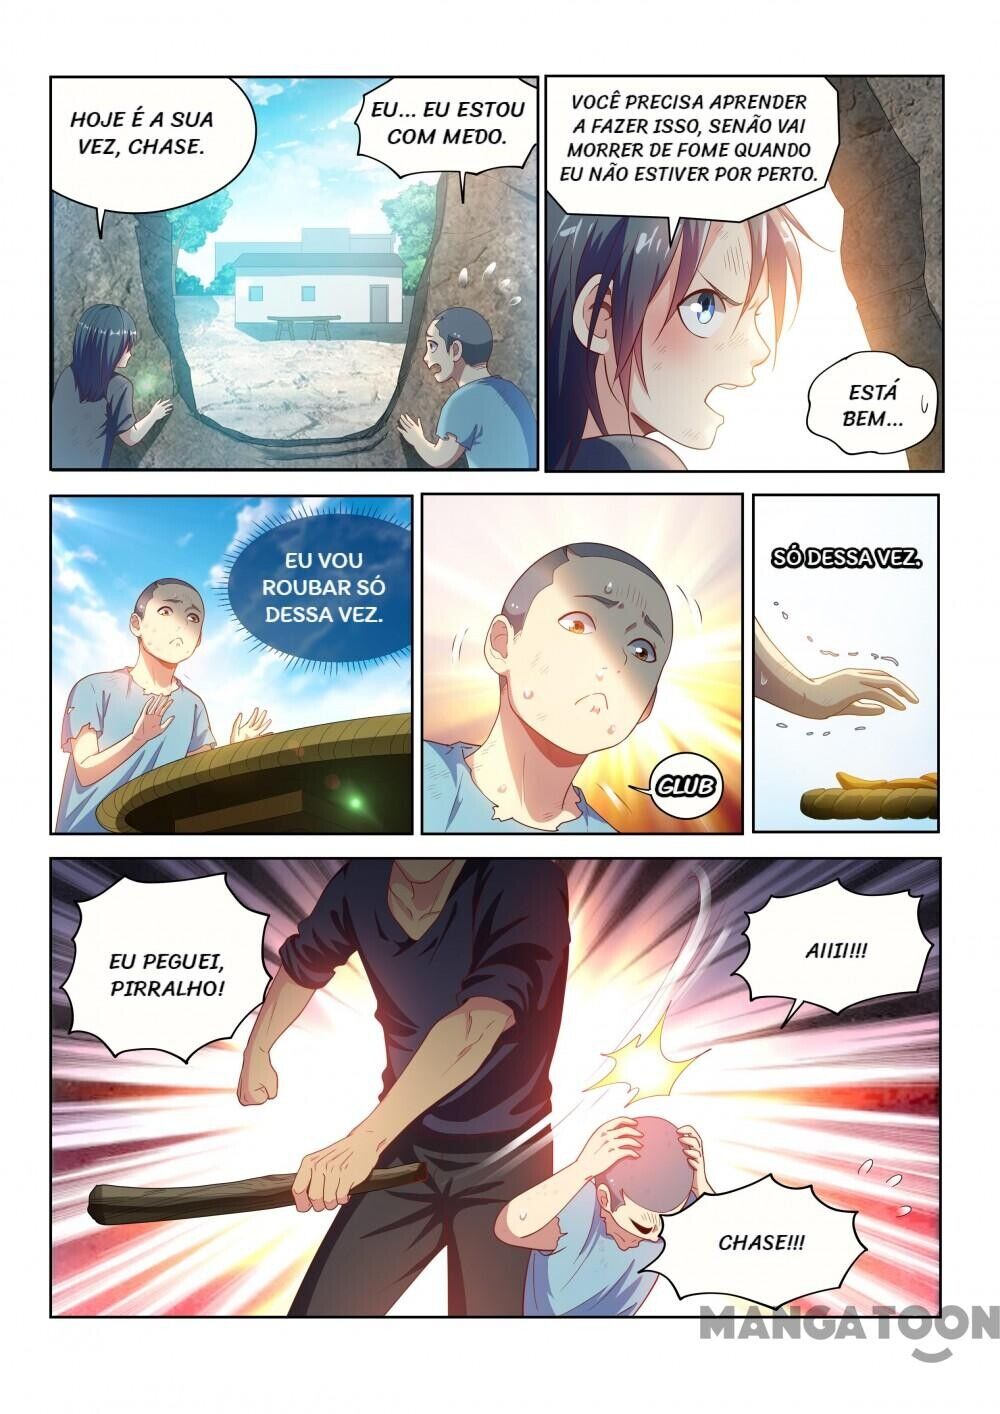 HOJE É A SUA
VEZ, CHASE.
EU... EU ESTOU
COM MEDO.
VOCÊ PRECISA APRENDER
A FAZER ISSO, SENÃO VAI
MORRER DE FOME QUANDO
EU NÃO ESTIVER POR PERTO.
ESTÁ
BEM...
EU VOU
ROUBAR SÓ
DESSA VEZ.
GLUB
SÓ DESSA VEZ.
EU PEGUEI,
PIRRALHO!
AIIII!!!
CHASE!!!
MANGATOON